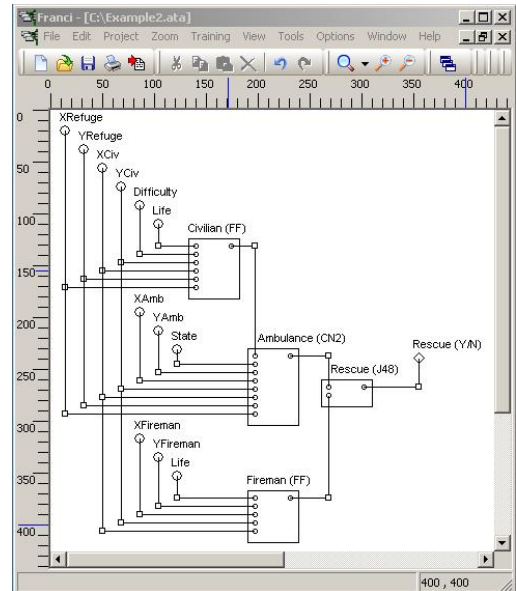 Franci - [C:\Example2.ata]
File Edit Project Zoom Training View Tools Options Window Help
0 50 100 150 200 250 300 350 400
0
XRefuge
YRefuge
XCiv
50
YCiv
Difficulty
Life
100
Civilian (FF)
150
XAmb
YAmb
200
State
Ambulance (CN2)
Rescue (Y/N)
Rescue (J48)
250
300
XFireman
YFireman
Life
350
Fireman (FF)
400
400 , 400